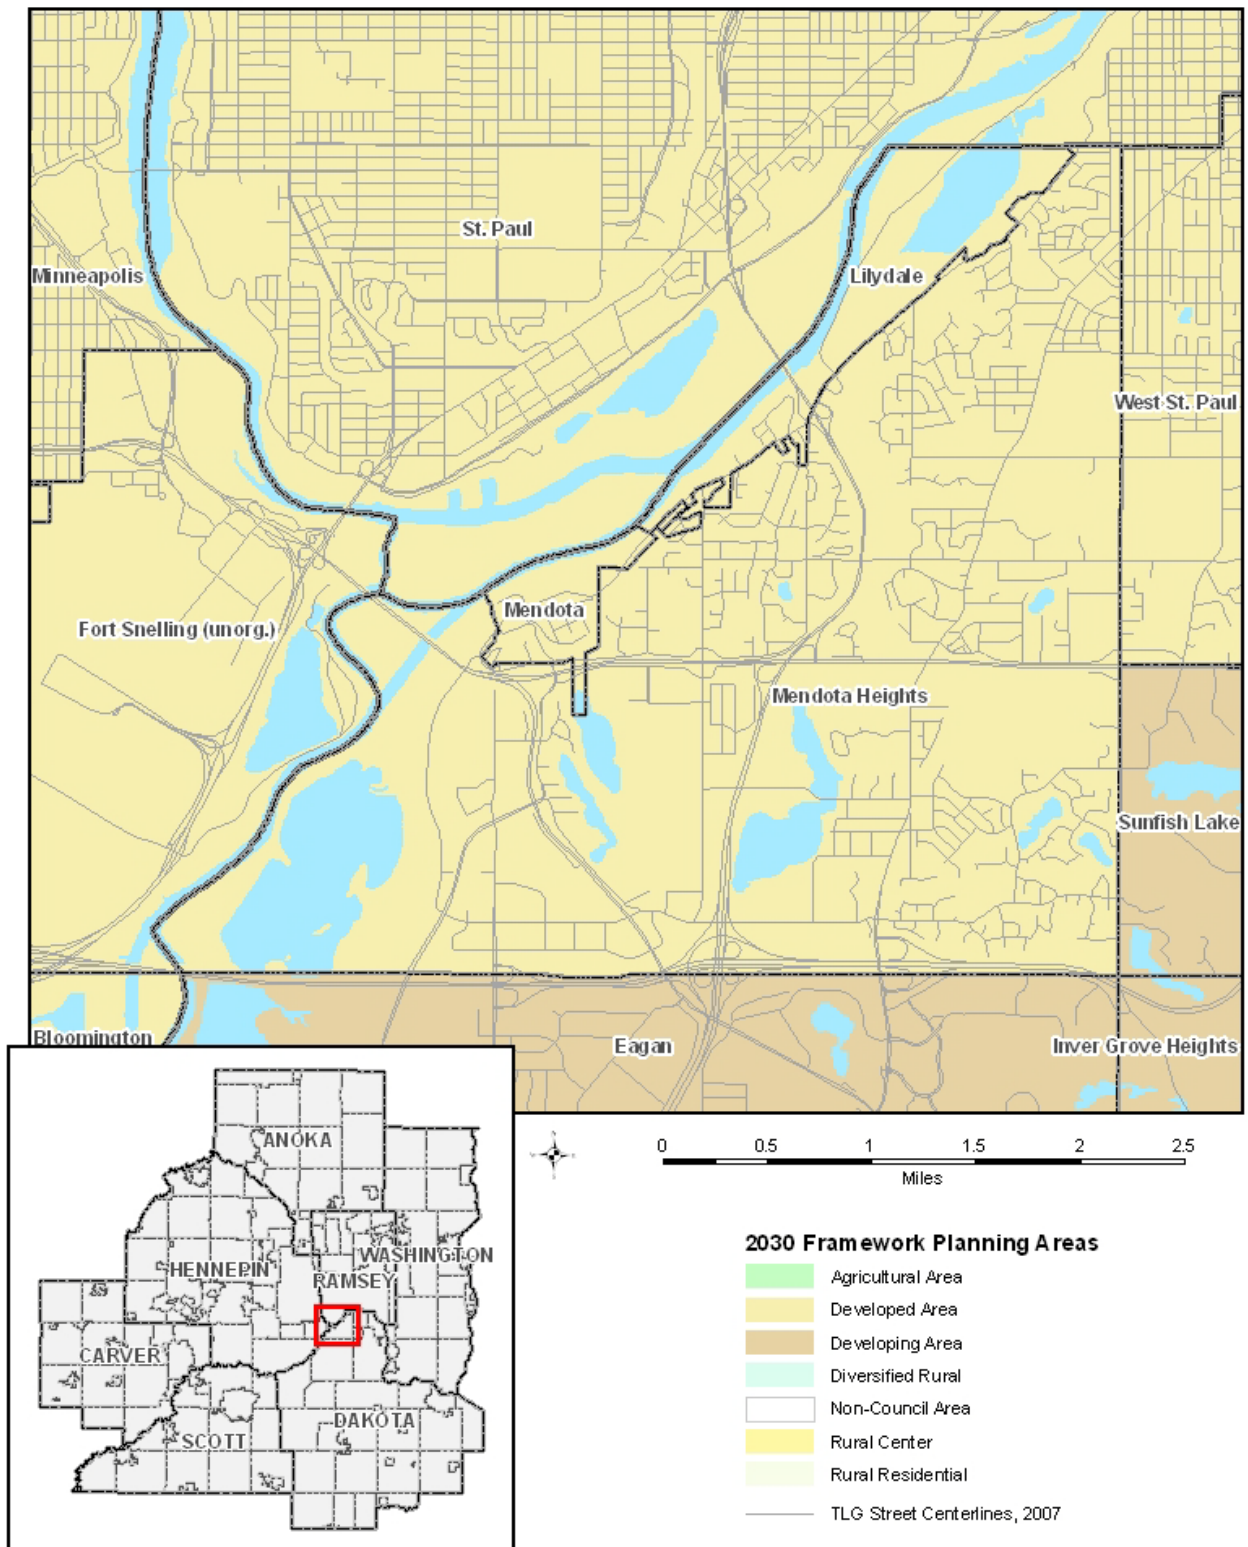 St. Paul
Minneapolis
Lilydale
West St. Paul
Mendota
Fort Snelling (unorg.)
Mendota Heights
Sunfish Lake
Bloomington
Eagan
Inver Grove Heights
0 0.5 1 1.5 2 2.5
Miles
ANOKA
WASHINGTON
HENNEPIN
RAMSEY
CARVER
DAKOTA
SCOTT
2030 Framework Planning Areas
Agricultural Area
Developed Area
Developing Area
Diversified Rural
Non-Council Area
Rural Center
Rural Residential
TLG Street Centerlines, 2007